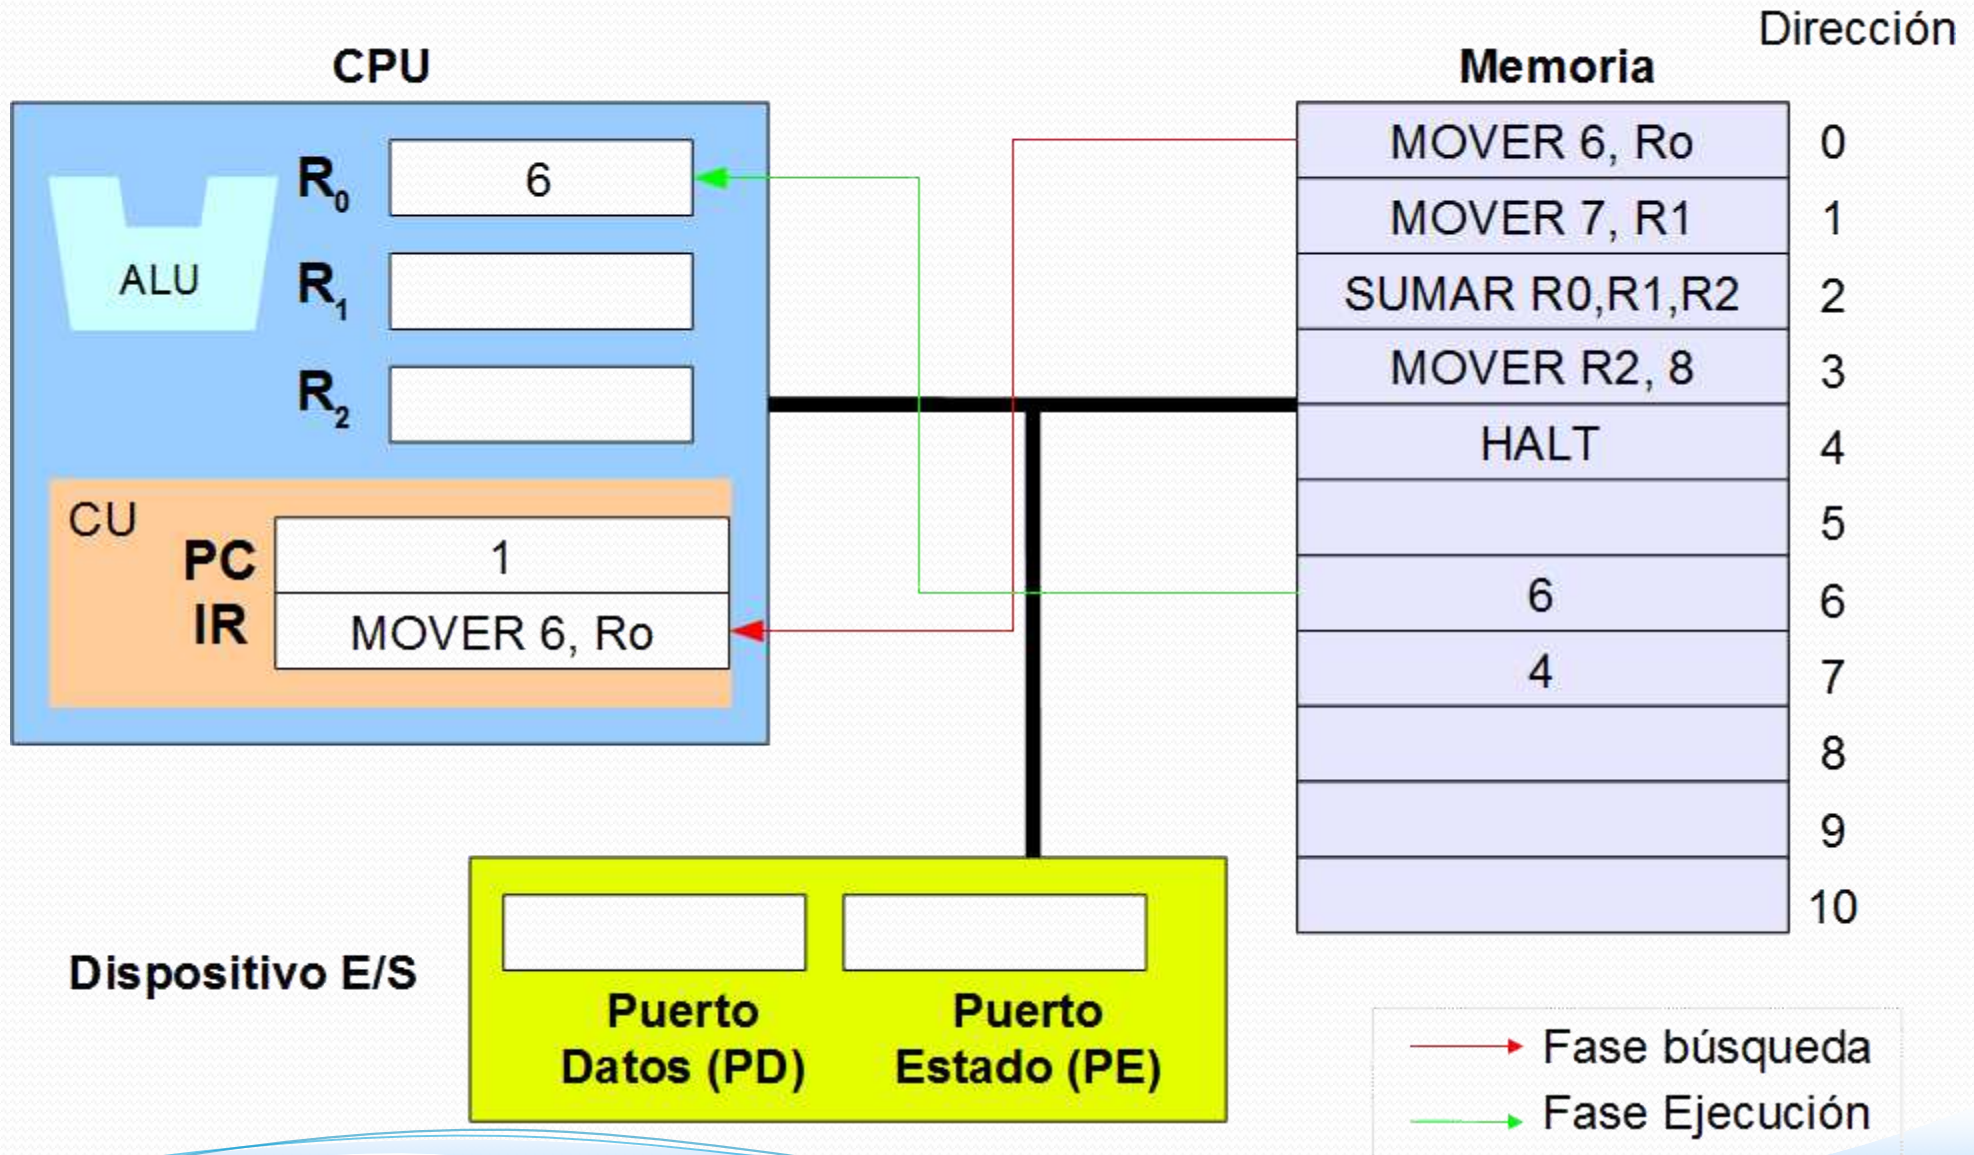 Dirección
CPU
Memoria
R0
6
ALU
R1
R2
CU
PC
1
IR
MOVER 6, Ro
MOVER 6, Ro
0
MOVER 7, R1
1
SUMAR R0,R1,R2
2
MOVER R2, 8
3
HALT
4
5
6
6
4
7
8
9
10
Dispositivo E/S
Puerto
Datos (PD)
Puerto
Estado (PE)
Fase búsqueda
Fase Ejecución